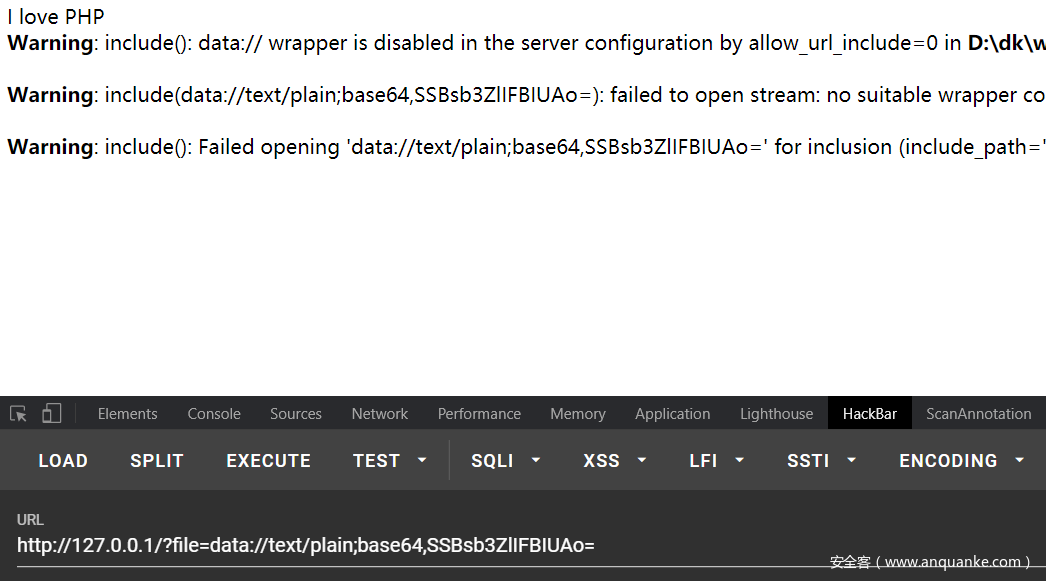 I love PHP
Warning: include(): data:// wrapper is disabled in the server configuration by allow_url_include=0 in D:\dk\w
Warning: include(data://text/plain;base64,SSBsb3ZlIFBIUAo=): failed to open stream: no suitable wrapper co
Warning: include(): Failed opening 'data://text/plain;base64,SSBsb3ZlIFBIUAo=' for inclusion (include_path='
Elements Console Sources Network Performance Memory Application Lighthouse HackBar ScanAnnotation
LOAD SPLIT EXECUTE TEST SQLI XSS LFI SSTI ENCODING
URL
http://127.0.0.1/?file=data://text/plain;base64,SSBsb3ZlIFBIUAo=
安全客（www.anquanke.com）